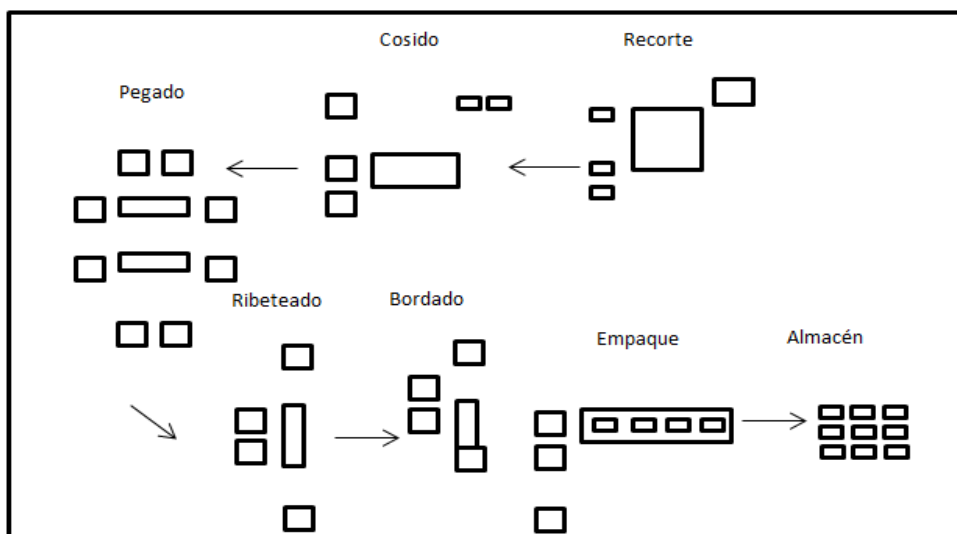 Cosido
Recorte
Pegado
Ribeteado
Bordado
Empaque
Almacén